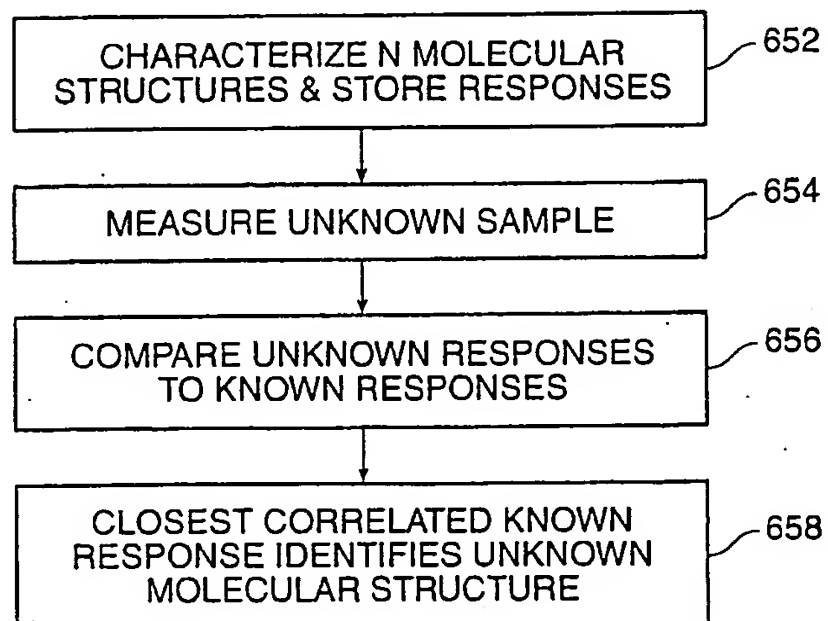 CHARACTERIZE N MOLECULAR
STRUCTURES & STORE RESPONSES
652
MEASURE UNKNOWN SAMPLE
654
COMPARE UNKNOWN RESPONSES
TO KNOWN RESPONSES
656
CLOSEST CORRELATED KNOWN
RESPONSE IDENTIFIES UNKNOWN
MOLECULAR STRUCTURE
658